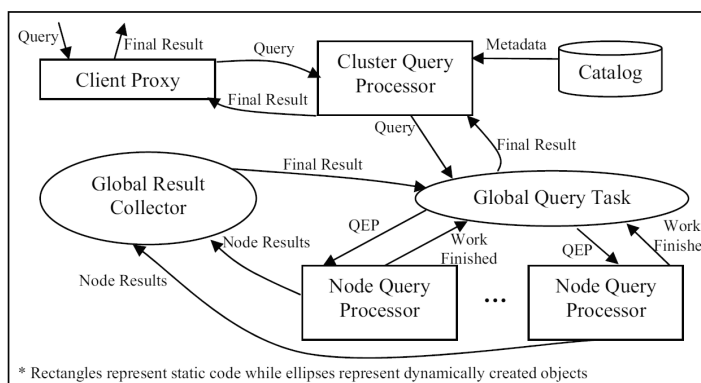 Query
Final Result
Client Proxy
Query
Final Result
Cluster Query
Processor
Metadata
Catalog
Query
Final Result
Global Result
Collector
Final Result
Global Query Task
QEP
Work
Finished
QEP
Work
Finished
Node Results
Node Results
Node Query
Processor
...
Node Query
Processor
* Rectangles represent static code while ellipses represent dynamically created objects